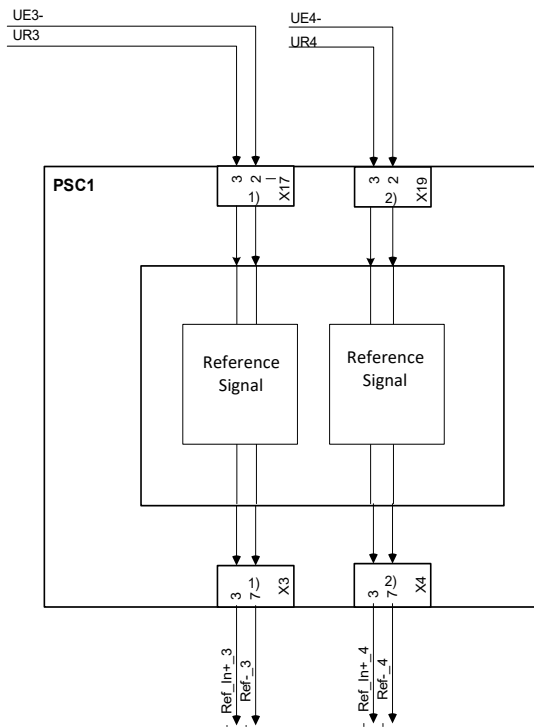 UE3-
UR3
UE4-
UR4
PSC1
3 2 | X17
1)
3 2 X19
2)
Reference
Signal
Reference
Signal
1)
3 7 X3
2)
3 7 X4
Ref_In+_3
Ref-_3
Ref_In+_4
Ref-_4